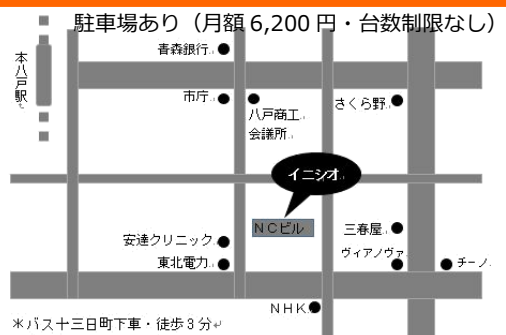 駐車場あり（月額6,200円・台数制限なし）
青森銀行
本八戸駅
市庁
八戸商工
会議所
さくら野
イニシオ
NCビル
三春屋
安達クリニック
ヴィアノヴァ
東北電力
チーノ
NHK
＊バス十三日町下車・徒歩3分